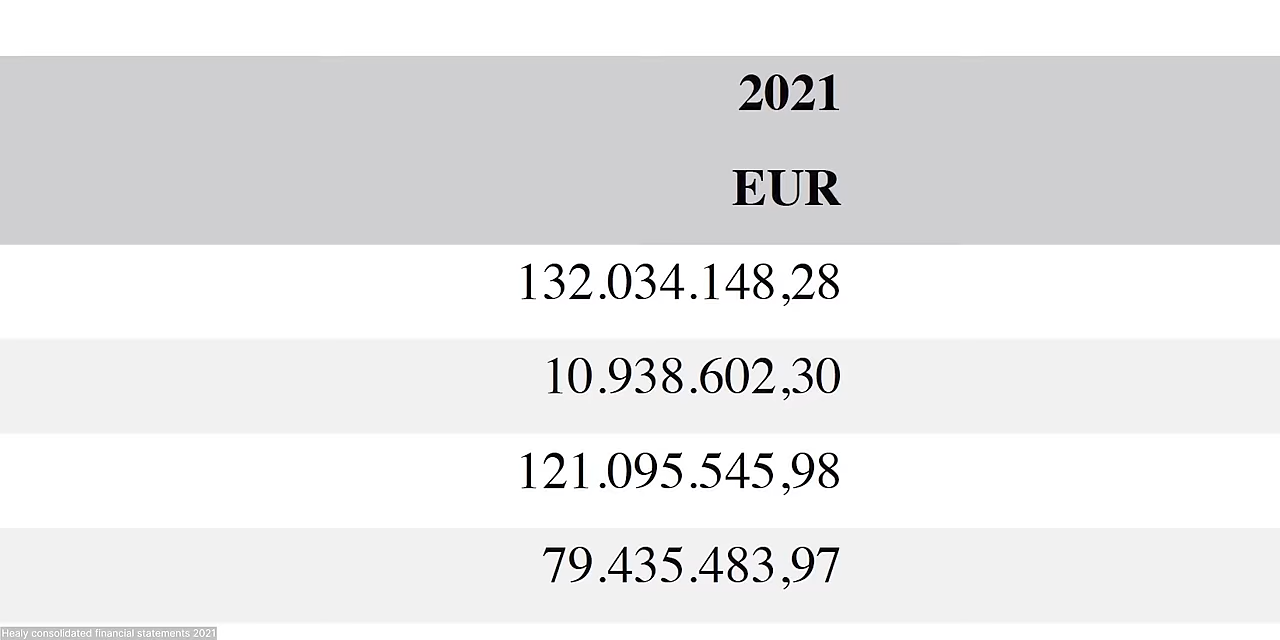 2021
EUR
132.034.148,28
10.938.602,30
121.095.545,98
79.435.483,97
Healy consolidated financial statements 2021